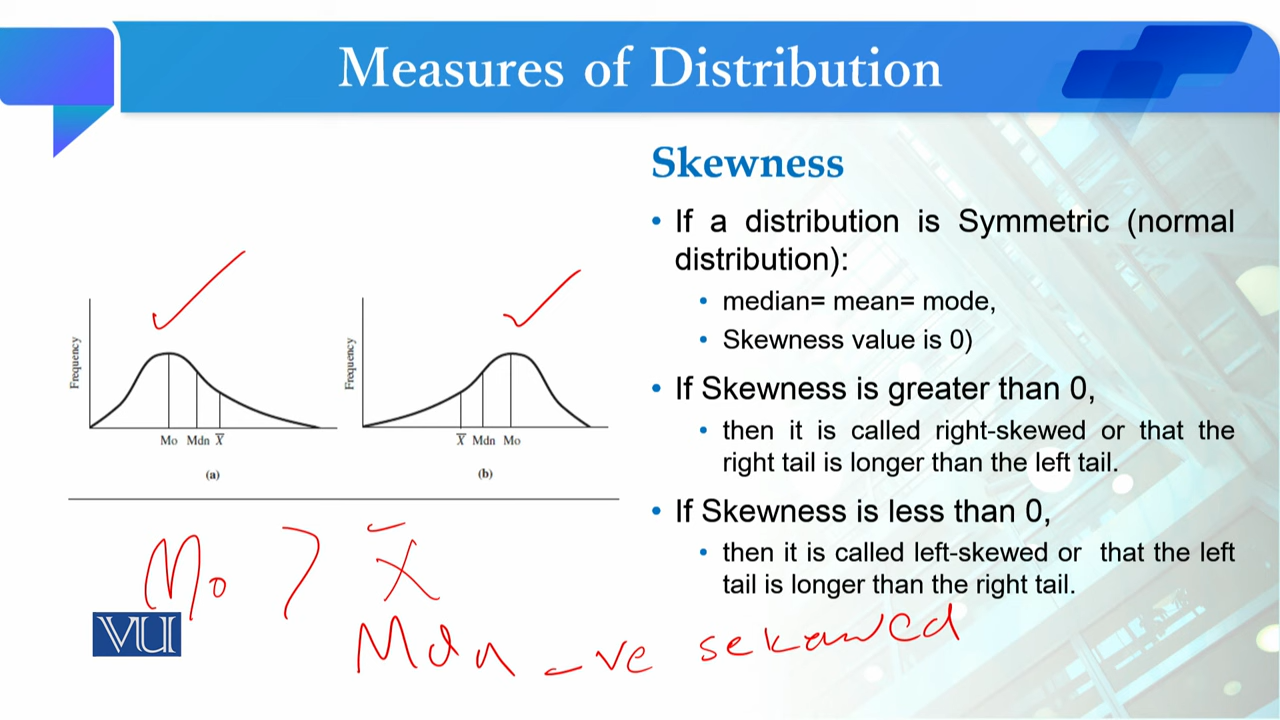 Measures of Distribution
Skewness
• If a distribution is Symmetric (normal
distribution):
• median= mean= mode,
• Skewness value is 0)
• If Skewness is greater than 0,
• then it is called right-skewed or that the
right tail is longer than the left tail.
• If Skewness is less than 0,
• then it is called left-skewed or that the left
tail is longer than the right tail.
Frequency
Mo Mdn X̅
(a)
Frequency
X̅ Mdn Mo
(b)
Mo > X̅
Mdn -ve sekawed
VU